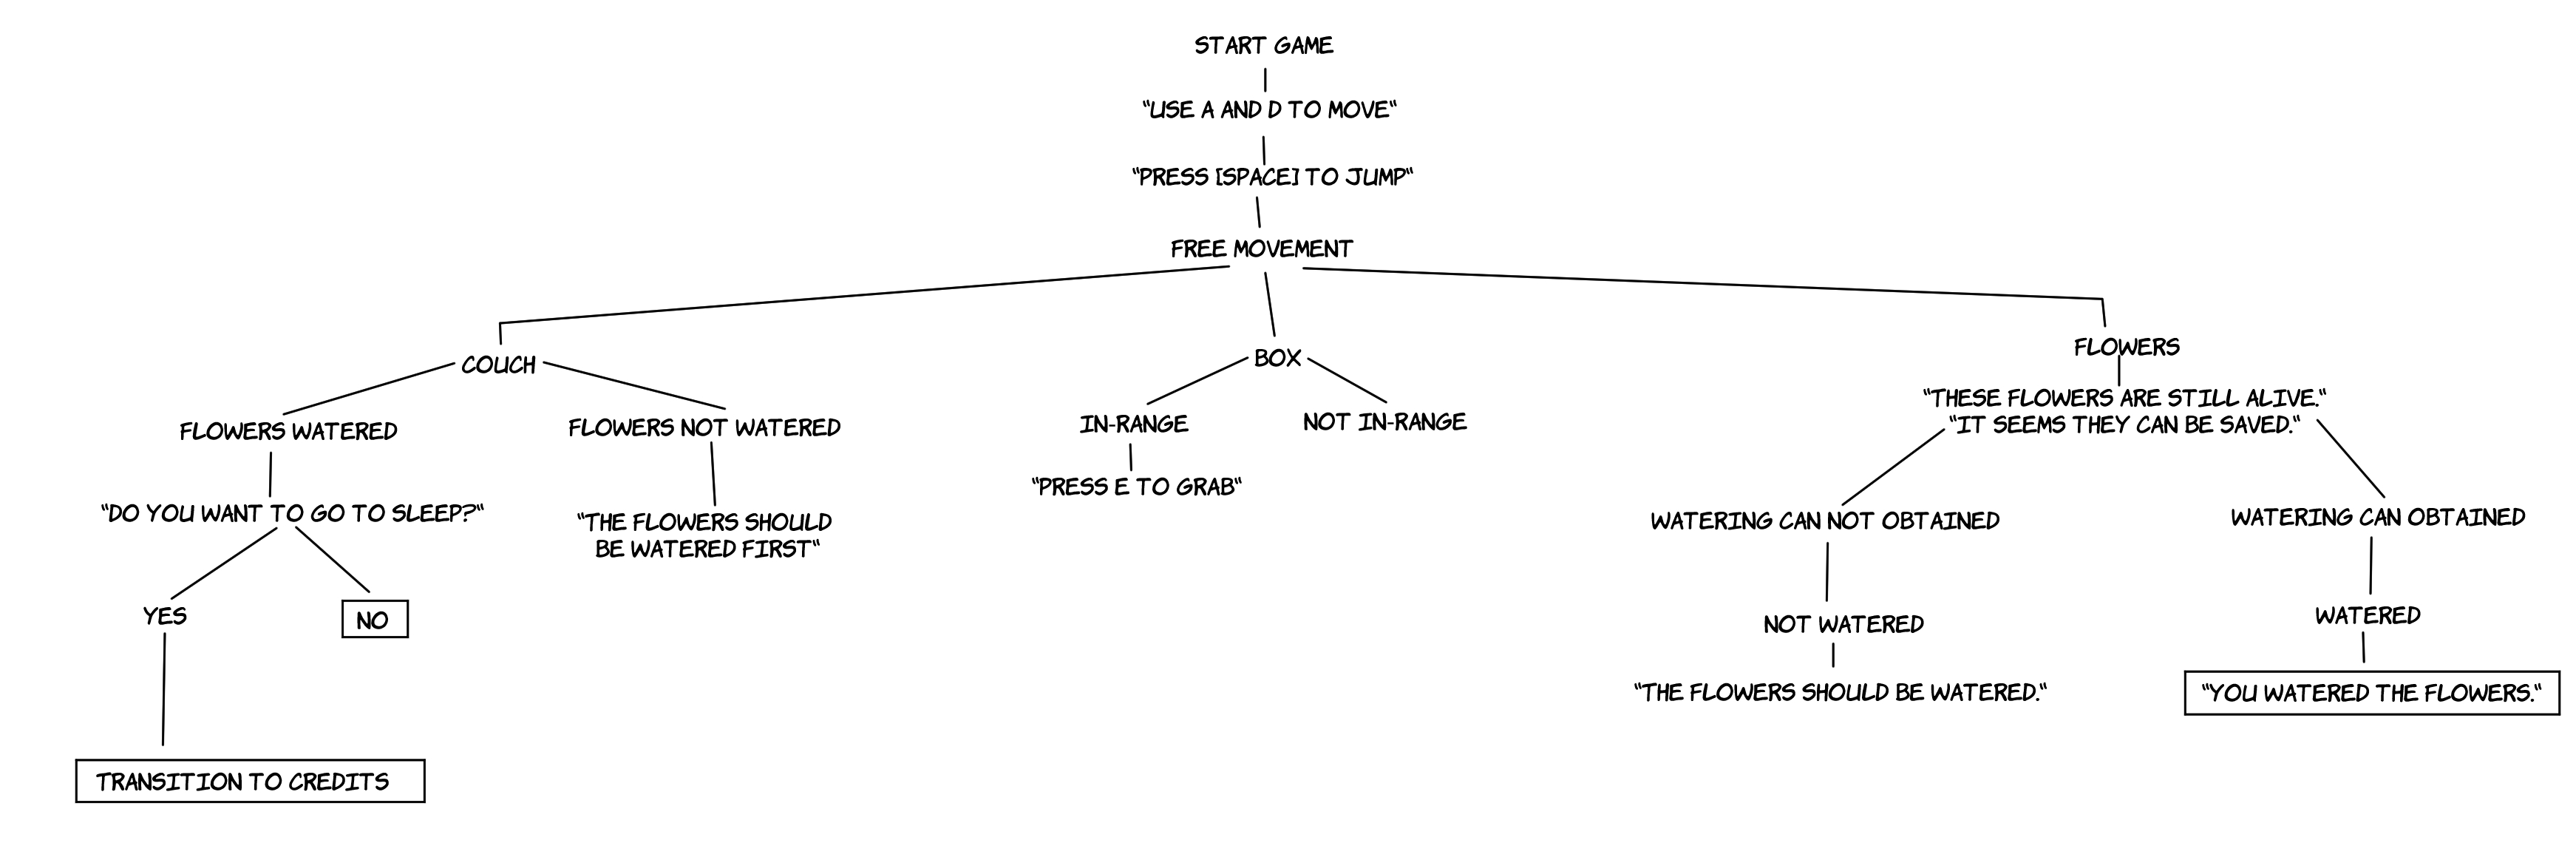 START GAME
"USE A AND D TO MOVE"
"PRESS [SPACE] TO JUMP"
FREE MOVEMENT
COUCH
BOX
FLOWERS
FLOWERS WATERED
FLOWERS NOT WATERED
IN-RANGE
NOT IN-RANGE
"THESE FLOWERS ARE STILL ALIVE."
"IT SEEMS THEY CAN BE SAVED."
"DO YOU WANT TO GO TO SLEEP?"
"THE FLOWERS SHOULD
BE WATERED FIRST"
"PRESS E TO GRAB"
WATERING CAN NOT OBTAINED
WATERING CAN OBTAINED
YES
NO
NOT WATERED
WATERED
"THE FLOWERS SHOULD BE WATERED."
"YOU WATERED THE FLOWERS."
TRANSITION TO CREDITS